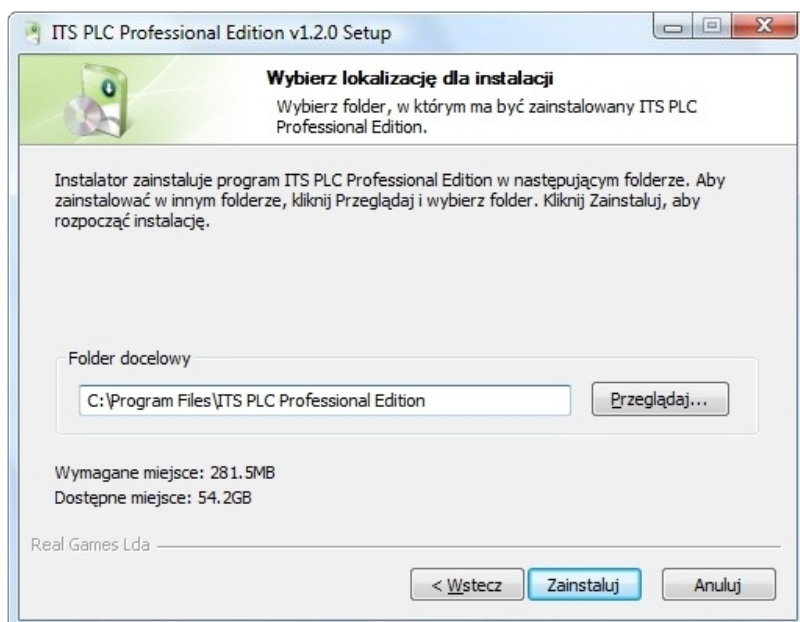 ITS PLC Professional Edition v1.2.0 Setup
Wybierz lokalizację dla instalacji
Wybierz folder, w którym ma być zainstalowany ITS PLC
Professional Edition.
Instalator zainstaluje program ITS PLC Professional Edition w następującym folderze. Aby
zainstalować w innym folderze, kliknij Przeglądaj i wybierz folder. Kliknij Zainstaluj, aby
rozpocząć instalację.
Folder docelowy
C:\Program Files\ITS PLC Professional Edition
Przeglądaj...
Wymagane miejsce: 281.5MB
Dostępne miejsce: 54.2GB
Real Games Lda
< Wstecz
Zainstaluj
Anuluj